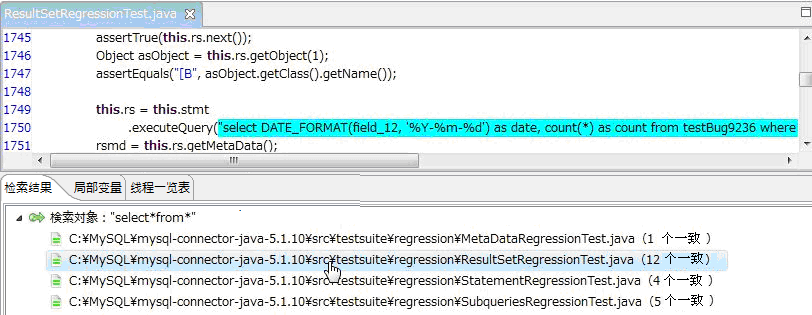 ResultSetRegressionTest.java
1745 assertTrue(this.rs.next());
1746 Object asObject = this.rs.getObject(1);
1747 assertEquals("[B", asObject.getClass().getName());
1748
1749 this.rs = this.stmt
1750 .executeQuery("select DATE_FORMAT(field_12, '%Y-%m-%d') as date, count(*) as count from testBug9236 where
1751 rsmd = this.rs.getMetaData();
检索结果 局部变量 线程一览表
検索対象："select*from*"
C:¥MySQL¥mysql-connector-java-5.1.10¥src¥testsuite¥regression¥MetaDataRegressionTest.java（1 个一致 ）
C:¥MySQL¥mysql-connector-java-5.1.10¥src¥testsuite¥regression¥ResultSetRegressionTest.java（12 个一致 ）
C:¥MySQL¥mysql-connector-java-5.1.10¥src¥testsuite¥regression¥StatementRegressionTest.java（4 个一致 ）
C:¥MySQL¥mysql-connector-java-5.1.10¥src¥testsuite¥regression¥SubqueriesRegressionTest.java（5 个一致 ）